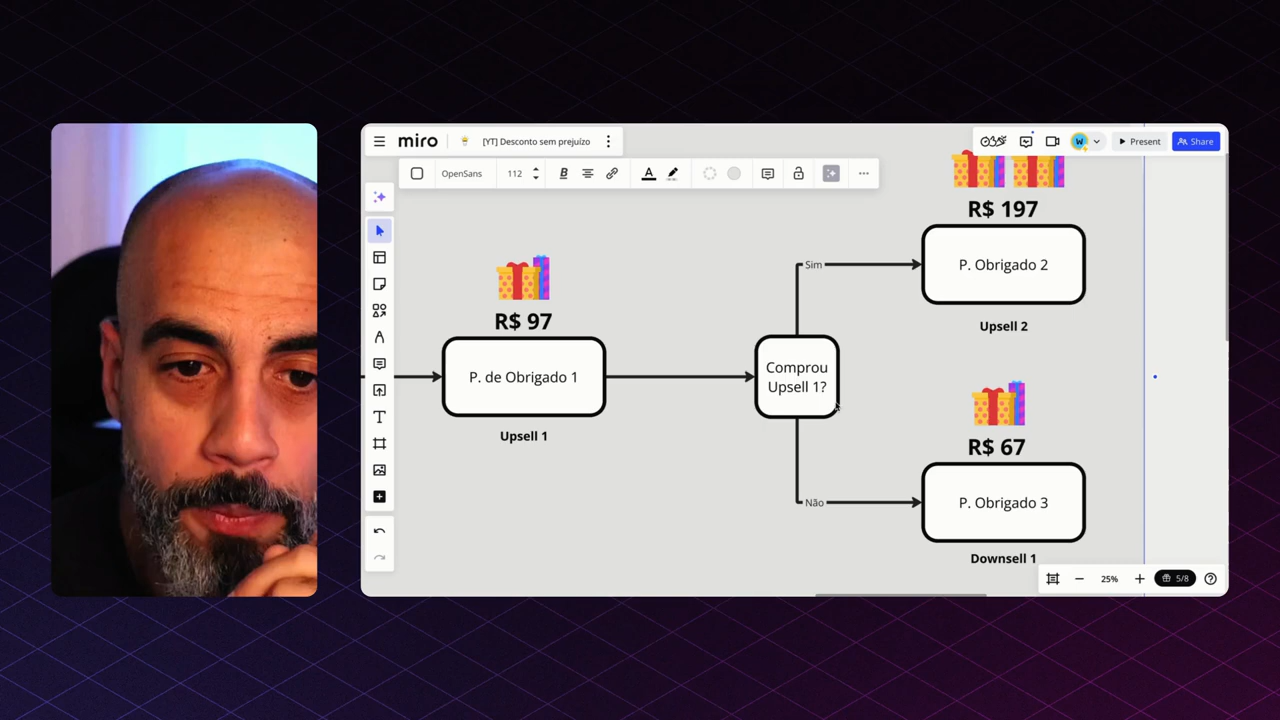 miro
[YT] Desconto sem prejuízo
W
Present
Share
OpenSans
112
B
A
R$ 197
P. Obrigado 2
Upsell 2
Sim
R$ 97
P. de Obrigado 1
Upsell 1
Comprou
Upsell 1?
R$ 67
Não
P. Obrigado 3
Downsell 1
25%
5/8